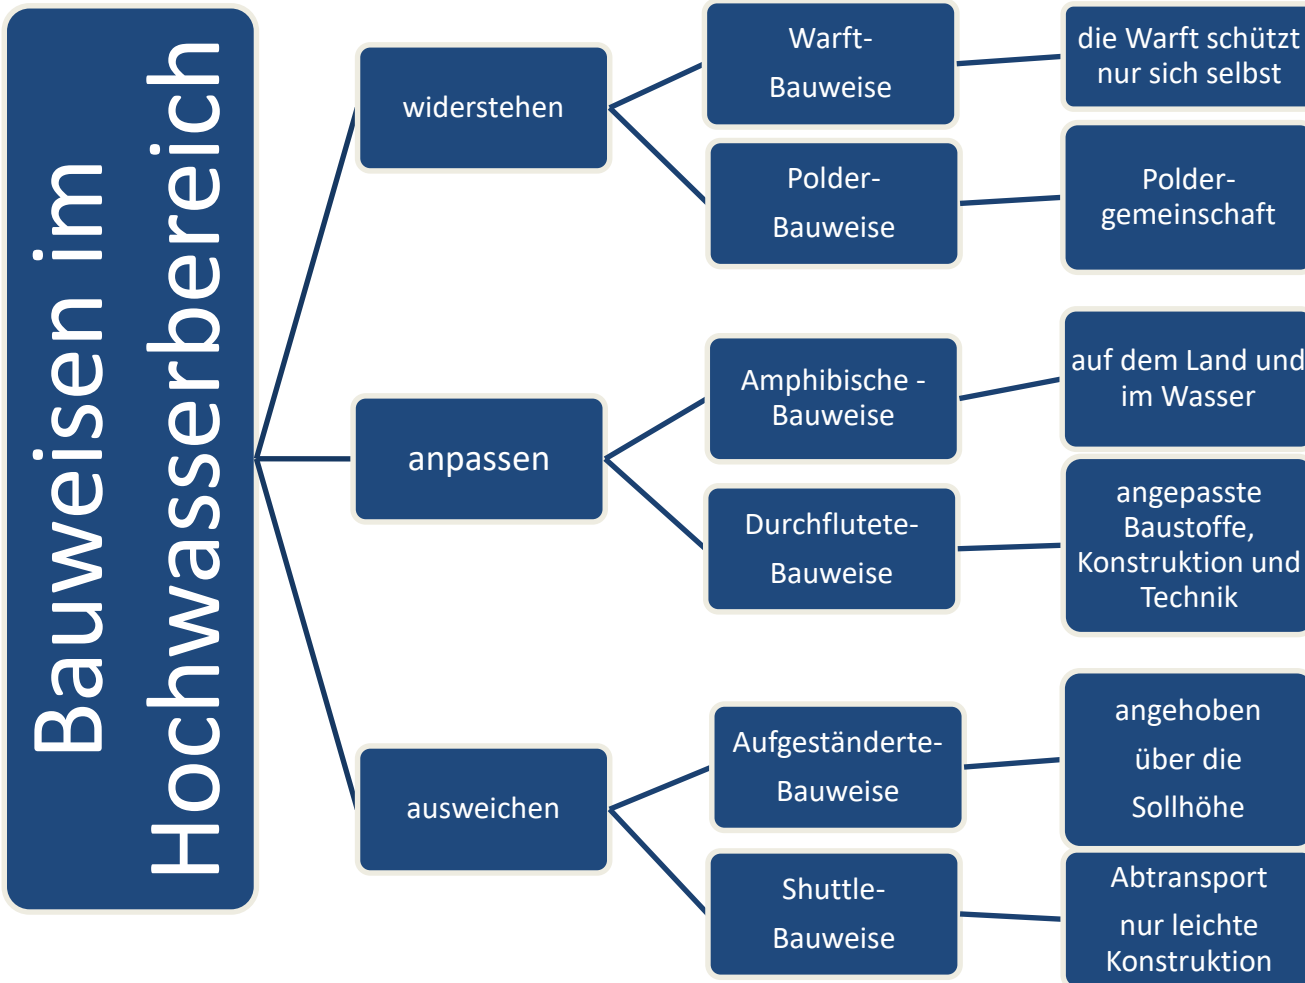 Bauweisen im
Hochwasserbereich
widerstehen
Warft-
Bauweise
die Warft schützt
nur sich selbst
Polder-
Bauweise
Polder-
gemeinschaft
anpassen
Amphibische -
Bauweise
auf dem Land und
im Wasser
Durchflutete-
Bauweise
angepasste
Baustoffe,
Konstruktion und
Technik
ausweichen
Aufgeständerte-
Bauweise
angehoben
über die
Sollhöhe
Shuttle-
Bauweise
Abtransport
nur leichte
Konstruktion